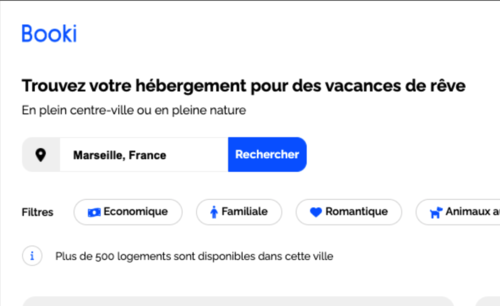 Booki
Trouvez votre hébergement pour des vacances de rêve
En plein centre-ville ou en pleine nature
Marseille, France Rechercher
Filtres Economique Familiale Romantique Animaux
Plus de 500 logements sont disponibles dans cette ville